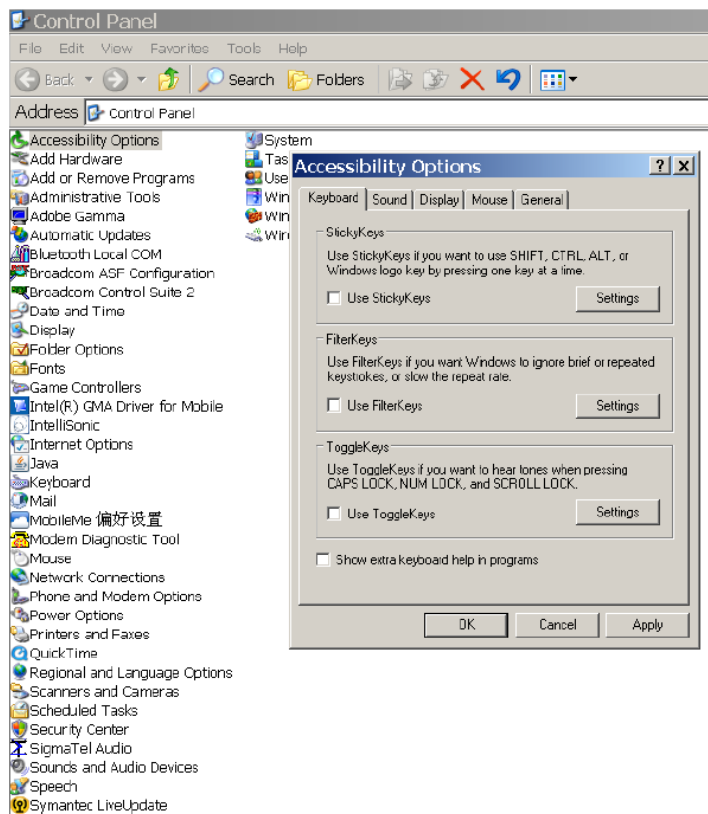 Control Panel
File Edit View Favorites Tools Help
Back Search Folders
Address Control Panel
Accessibility Options
Add Hardware
Add or Remove Programs
Administrative Tools
Adobe Gamma
Automatic Updates
Bluetooth Local COM
Broadcom ASF Configuration
Broadcom Control Suite 2
Date and Time
Display
Folder Options
Fonts
Game Controllers
Intel(R) GMA Driver for Mobile
IntelliSonic
Internet Options
Java
Keyboard
Mail
MobileMe 偏好设置
Modem Diagnostic Tool
Mouse
Network Connections
Phone and Modem Options
Power Options
Printers and Faxes
QuickTime
Regional and Language Options
Scanners and Cameras
Scheduled Tasks
Security Center
SigmaTel Audio
Sounds and Audio Devices
Speech
Symantec LiveUpdate
System
Tas
Use
Win
Win
Wire
Accessibility Options
Keyboard Sound Display Mouse General
StickyKeys
Use StickyKeys if you want to use SHIFT, CTRL, ALT, or
Windows logo key by pressing one key at a time.
Use StickyKeys Settings
FilterKeys
Use FilterKeys if you want Windows to ignore brief or repeated
keystrokes, or slow the repeat rate.
Use FilterKeys Settings
ToggleKeys
Use ToggleKeys if you want to hear tones when pressing
CAPS LOCK, NUM LOCK, and SCROLL LOCK.
Use ToggleKeys Settings
Show extra keyboard help in programs
OK Cancel Apply